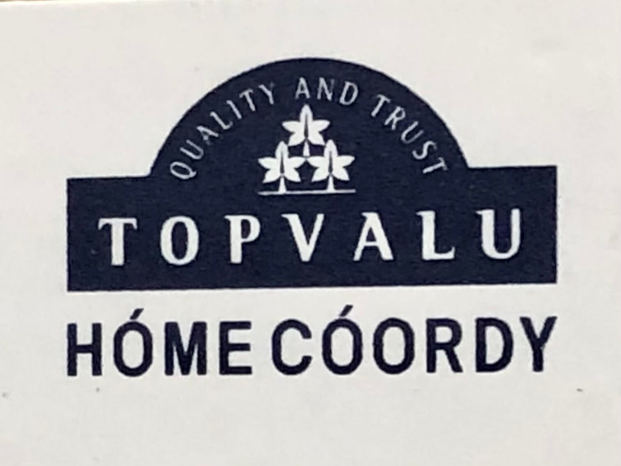 QUALITY AND TRUST
TOPVALU
HÓME CÓORDY